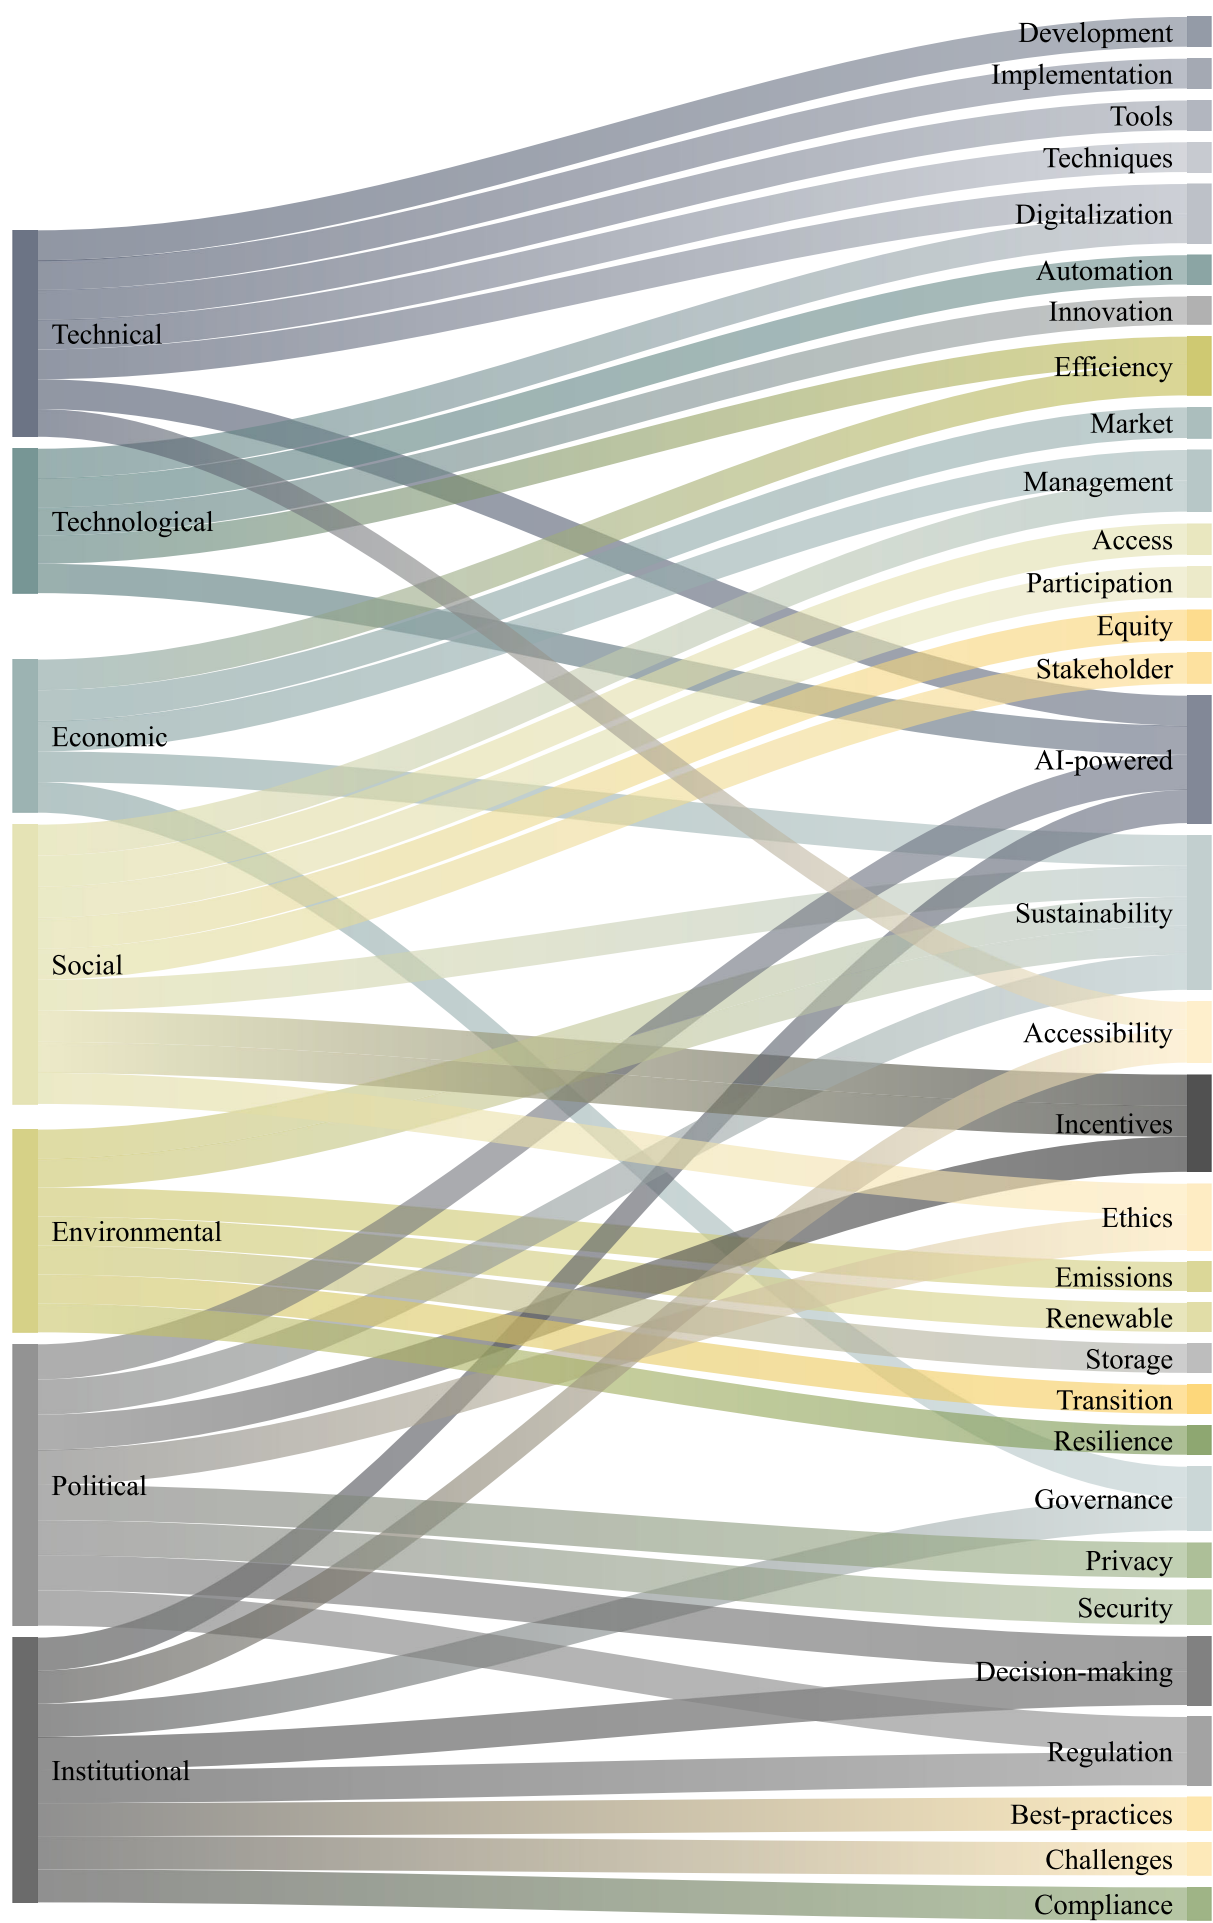 Development
Implementation
Tools
Techniques
Digitalization
Automation
Innovation
Technical
Efficiency
Market
Management
Technological
Access
Participation
Equity
Stakeholder
Economic
AI-powered
Sustainability
Social
Accessibility
Incentives
Ethics
Environmental
Emissions
Renewable
Storage
Transition
Resilience
Political
Governance
Privacy
Security
Decision-making
Regulation
Institutional
Best-practices
Challenges
Compliance